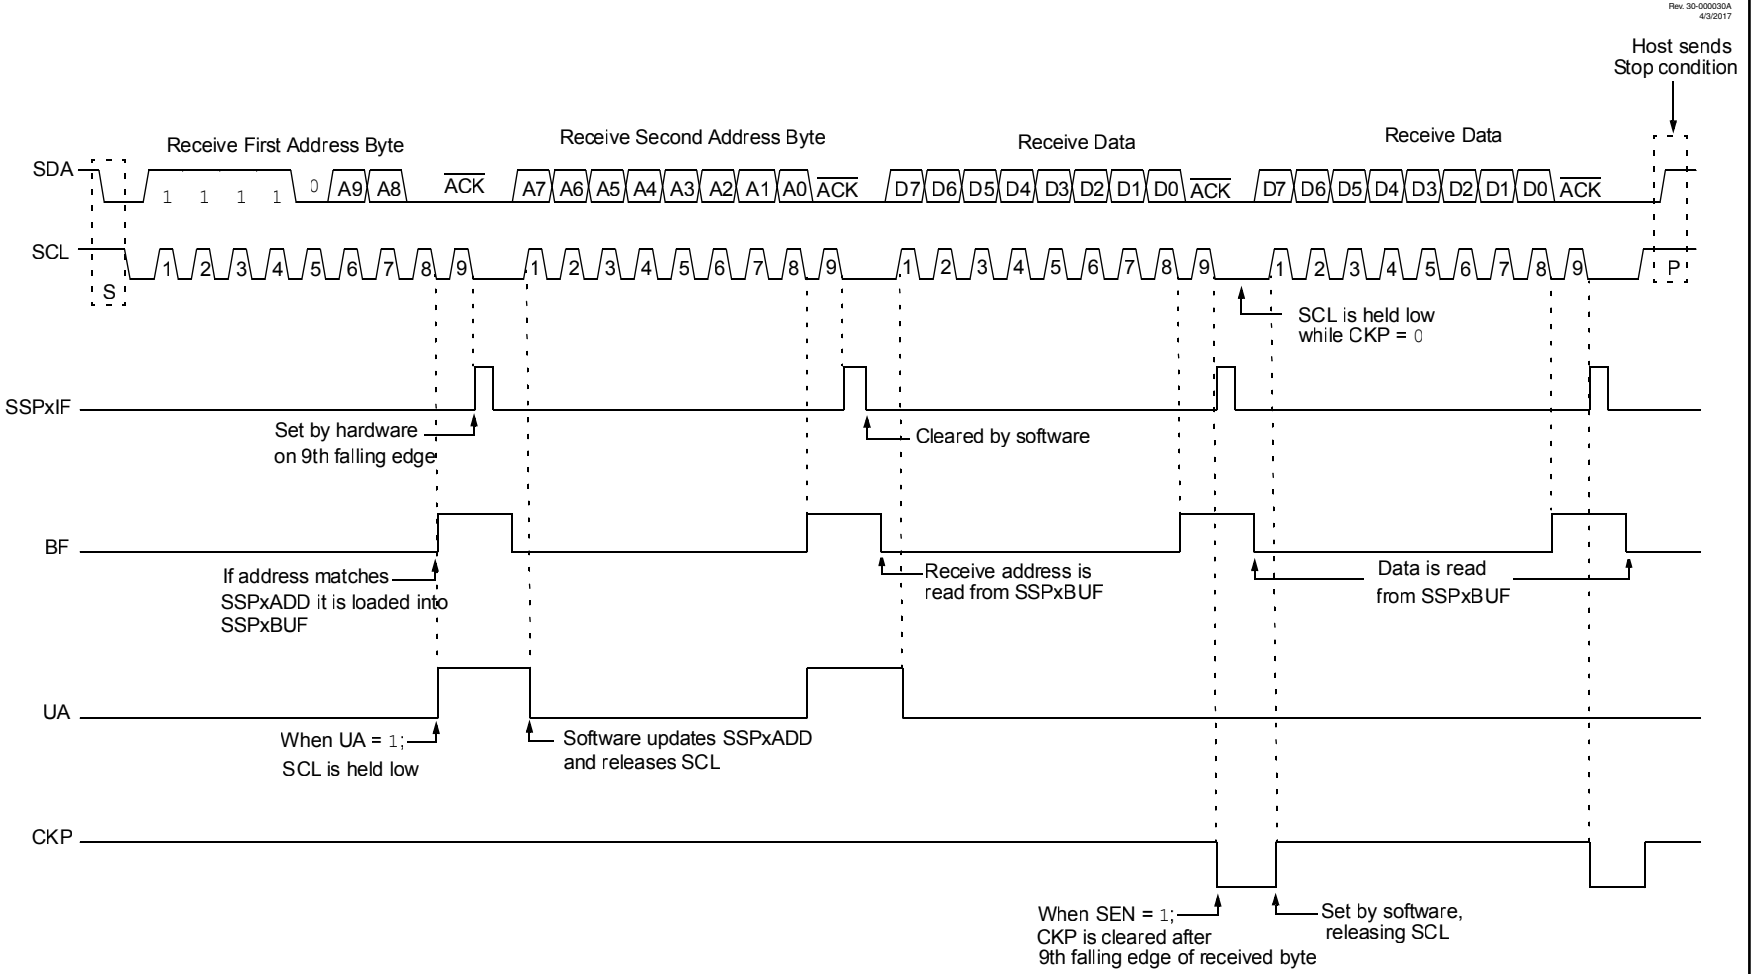 Rev. 30-000030A
4/3/2017
Host sends
Stop condition
Receive First Address Byte
Receive Second Address Byte
Receive Data
Receive Data
SDA
1 1 1 1 0 A9 A8 ACK A7 A6 A5 A4 A3 A2 A1 A0 ACK D7 D6 D5 D4 D3 D2 D1 D0 ACK D7 D6 D5 D4 D3 D2 D1 D0 ACK
SCL
S 1 2 3 4 5 6 7 8 9 1 2 3 4 5 6 7 8 9 1 2 3 4 5 6 7 8 9 1 2 3 4 5 6 7 8 9 P
SCL is held low
while CKP = 0
SSPxIF
Set by hardware
on 9th falling edge
Cleared by software
BF
If address matches
SSPxADD it is loaded into
SSPxBUF
Receive address is
read from SSPxBUF
Data is read
from SSPxBUF
UA
When UA = 1;
SCL is held low
Software updates SSPxADD
and releases SCL
CKP
When SEN = 1;
CKP is cleared after
9th falling edge of received byte
Set by software,
releasing SCL